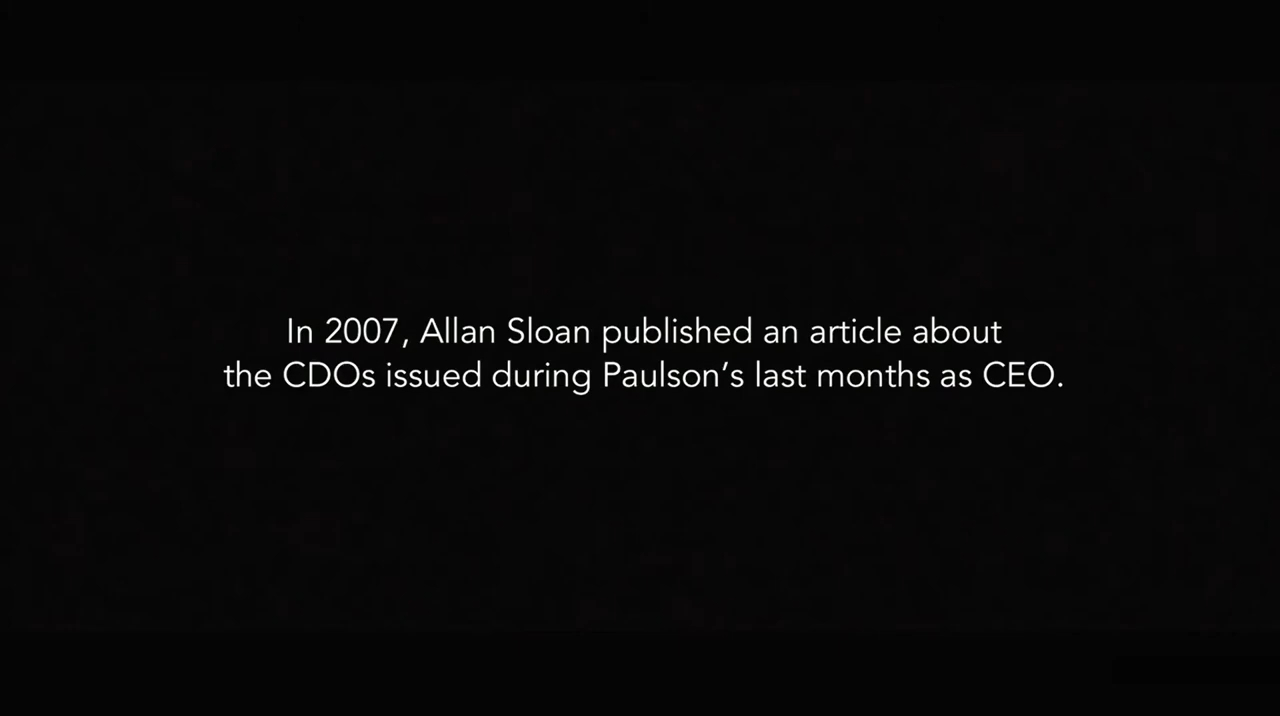 In 2007, Allan Sloan published an article about
the CDOs issued during Paulson’s last months as CEO.